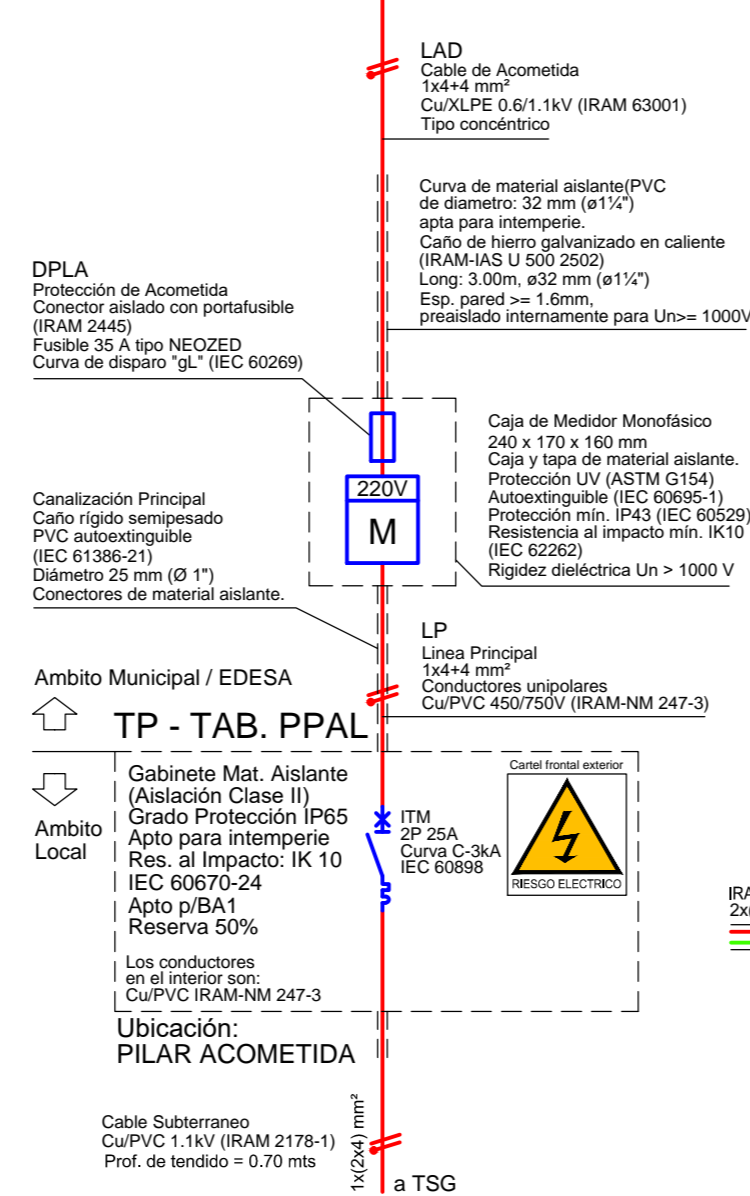 LAD
Cable de Acometida
1x4+4 mm²
Cu/XLPE 0.6/1.1kV (IRAM 63001)
Tipo concéntrico
Curva de material aislante(PVC
de diametro: 32 mm (ø1¼")
apta para intemperie.
Caño de hierro galvanizado en caliente
(IRAM-IAS U 500 2502)
Long: 3.00m, ø32 mm (ø1¼")
Esp. pared >= 1.6mm,
preaislado internamente para Un>= 1000V
DPLA
Protección de Acometida
Conector aislado con portafusible
(IRAM 2445)
Fusible 35 A tipo NEOZED
Curva de disparo "gL" (IEC 60269)
Caja de Medidor Monofásico
240 x 170 x 160 mm
Caja y tapa de material aislante.
Protección UV (ASTM G154)
Autoextinguible (IEC 60695-1)
Protección mín. IP43 (IEC 60529)
Resistencia al impacto mín. IK10
(IEC 62262)
Rigidez dieléctrica Un > 1000 V
220V
M
Canalización Principal
Caño rígido semipesado
PVC autoextinguible
(IEC 61386-21)
Diámetro 25 mm (Ø 1")
Conectores de material aislante.
LP
Linea Principal
1x4+4 mm²
Conductores unipolares
Cu/PVC 450/750V (IRAM-NM 247-3)
Ambito Municipal / EDESA
TP - TAB. PPAL
Ambito
Local
Gabinete Mat. Aislante
(Aislación Clase II)
Grado Protección IP65
Apto para intemperie
Res. al Impacto: IK 10
IEC 60670-24
Apto p/BA1
Reserva 50%
Los conductores
en el interior son:
Cu/PVC IRAM-NM 247-3
ITM
2P 25A
Curva C-3kA
IEC 60898
Cartel frontal exterior
RIESGO ELECTRICO
Ubicación:
PILAR ACOMETIDA
Cable Subterraneo
Cu/PVC 1.1kV (IRAM 2178-1)
Prof. de tendido = 0.70 mts
1x(2x4) mm²
a TSG